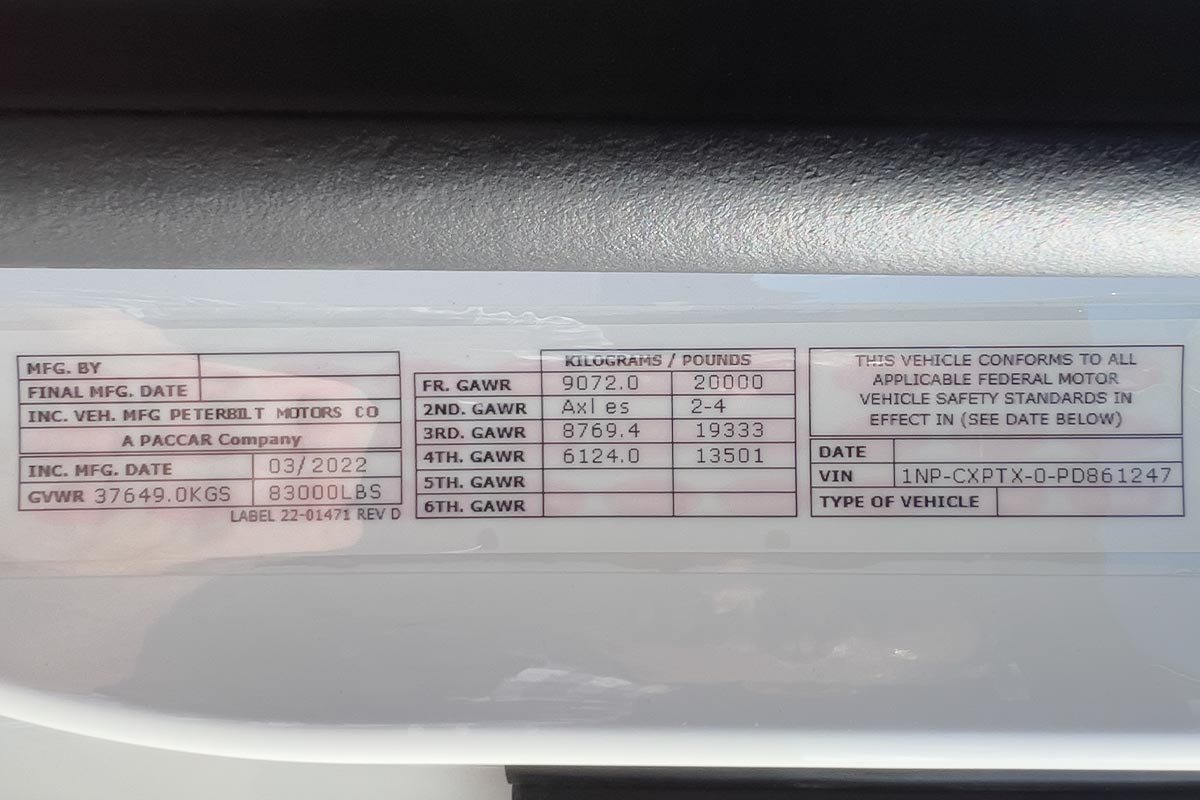 MFG. BY
FINAL MFG. DATE
INC. VEH. MFG PETERBILT MOTORS CO
A PACCAR Company
INC. MFG. DATE 03/2022
GVWR 37649.0KGS 83000LBS
LABEL 22-01471 REV D
KILOGRAMS / POUNDS
FR. GAWR 9072.0 20000
2ND. GAWR Axles 2-4
3RD. GAWR 8769.4 19333
4TH. GAWR 6124.0 13501
5TH. GAWR
6TH. GAWR
THIS VEHICLE CONFORMS TO ALL
APPLICABLE FEDERAL MOTOR
VEHICLE SAFETY STANDARDS IN
EFFECT IN (SEE DATE BELOW)
DATE
VIN 1NP-CXPTX-0-PD861247
TYPE OF VEHICLE